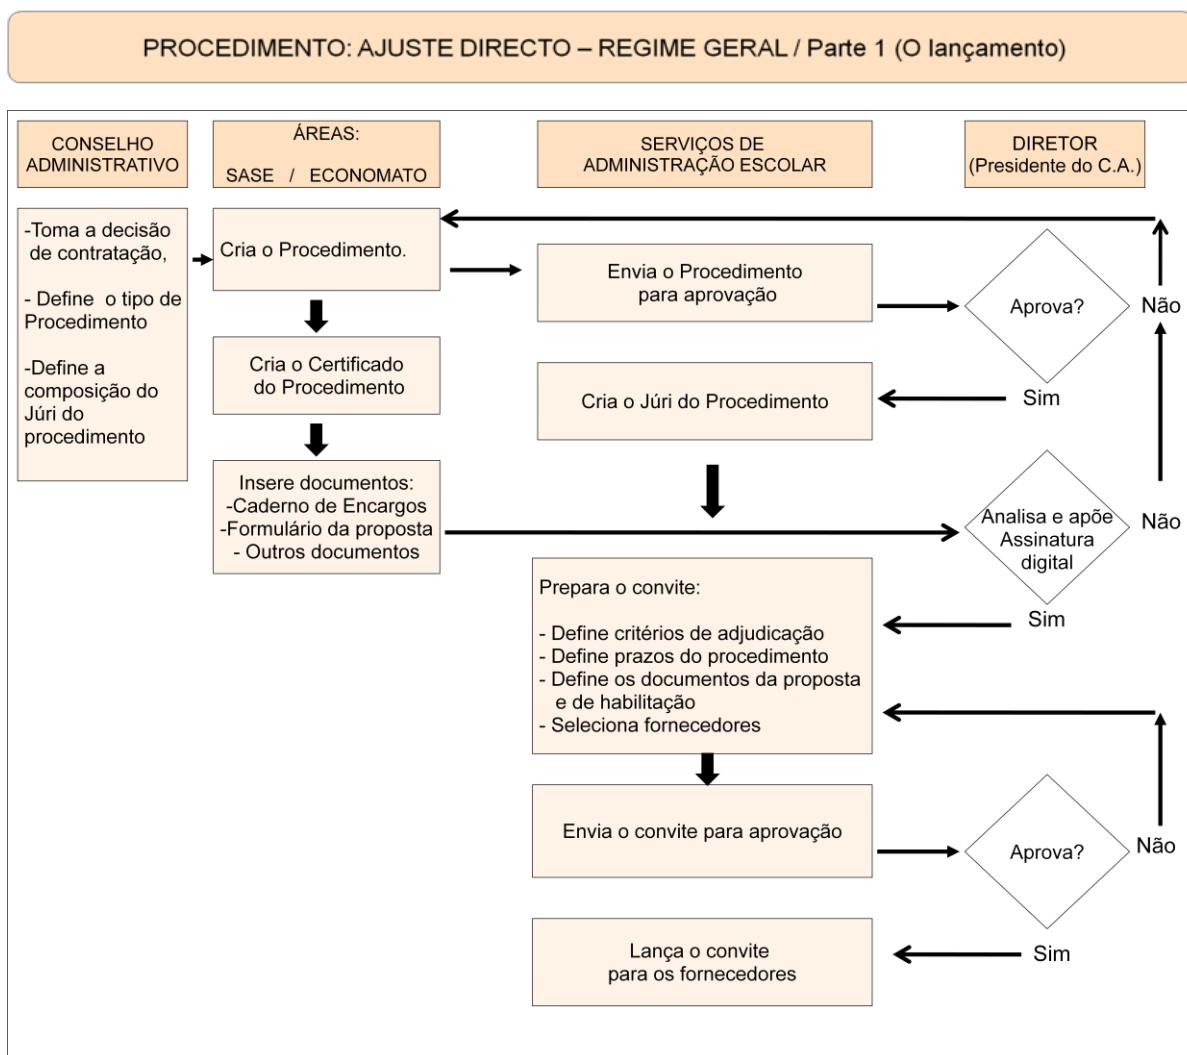 PROCEDIMENTO: AJUSTE DIRECTO – REGIME GERAL / Parte 1 (O lançamento)
CONSELHO
ADMINISTRATIVO
ÁREAS:
SASE / ECONOMATO
SERVIÇOS DE
ADMINISTRAÇÃO ESCOLAR
DIRETOR
(Presidente do C.A.)
-Toma a decisão
de contratação,
- Define o tipo de
Procedimento
-Define a
composição do
Júri do
procedimento
Cria o Procedimento.
Envia o Procedimento
para aprovação
Aprova?
Não
Cria o Certificado
do Procedimento
Cria o Júri do Procedimento
Sim
Insere documentos:
-Caderno de Encargos
-Formulário da proposta
- Outros documentos
Analisa e apõe
Assinatura
digital
Não
Sim
Prepara o convite:
- Define critérios de adjudicação
- Define prazos do procedimento
- Define os documentos da proposta
e de habilitação
- Seleciona fornecedores
Envia o convite para aprovação
Aprova?
Não
Sim
Lança o convite
para os fornecedores